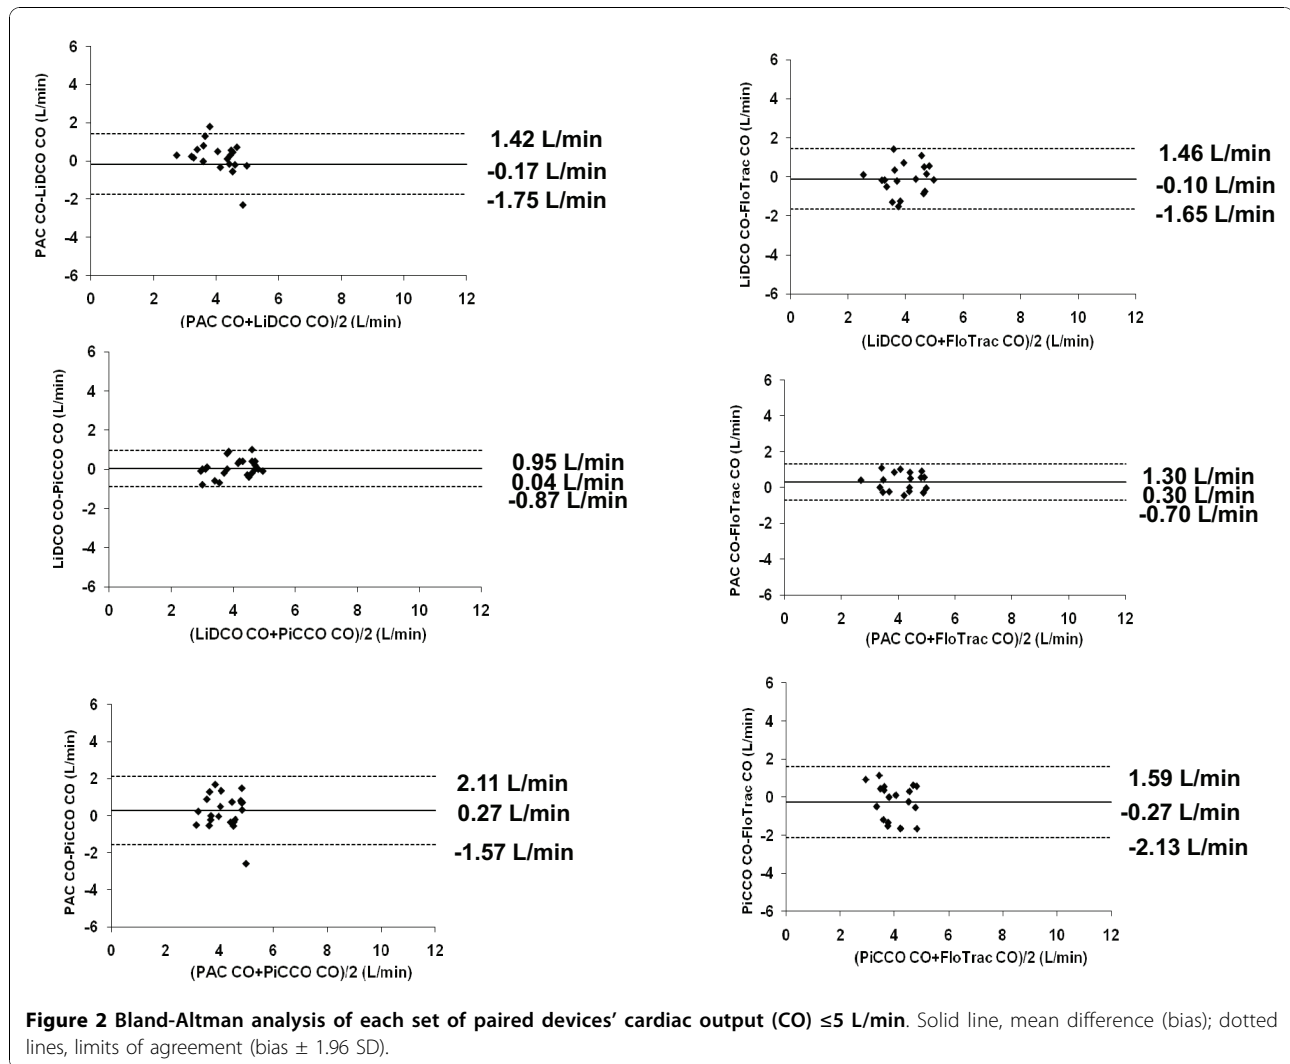 6
4
2
0
-2
-4
-6
PAC CO-LiDCO CO (L/min)
0 2 4 6 8 10 12
(PAC CO+LiDCO CO)/2 (L/min)
1.42 L/min
-0.17 L/min
-1.75 L/min
6
4
2
0
-2
-4
-6
LiDCO CO-FloTrac CO (L/min)
0 2 4 6 8 10 12
(LiDCO CO+FloTrac CO)/2 (L/min)
1.46 L/min
-0.10 L/min
-1.65 L/min
6
4
2
0
-2
-4
-6
LiDCO CO-PiCCO CO (L/min)
0 2 4 6 8 10 12
(LiDCO CO+PiCCO CO)/2 (L/min)
0.95 L/min
0.04 L/min
-0.87 L/min
6
4
2
0
-2
-4
-6
PAC CO-FloTrac CO (L/min)
0 2 4 6 8 10 12
(PAC CO+FloTrac CO)/2 (L/min)
1.30 L/min
0.30 L/min
-0.70 L/min
6
4
2
0
-2
-4
-6
PAC CO-PiCCO CO (L/min)
0 2 4 6 8 10 12
(PAC CO+PiCCO CO)/2 (L/min)
2.11 L/min
0.27 L/min
-1.57 L/min
6
4
2
0
-2
-4
-6
PiCCO CO-FloTrac CO (L/min)
0 2 4 6 8 10 12
(PiCCO CO+FloTrac CO)/2 (L/min)
1.59 L/min
-0.27 L/min
-2.13 L/min
Figure 2 Bland-Altman analysis of each set of paired devices' cardiac output (CO) ≤5 L/min. Solid line, mean difference (bias); dotted
lines, limits of agreement (bias ± 1.96 SD).